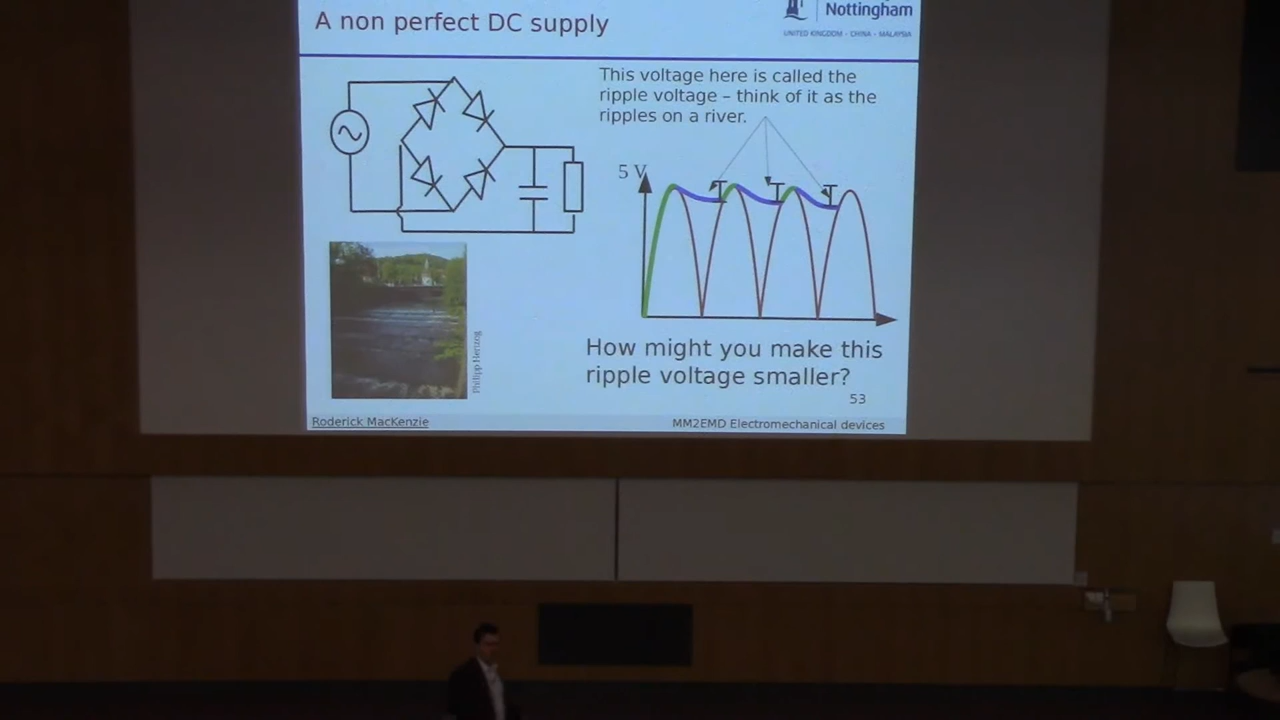 A non perfect DC supply
Nottingham
UNITED KINGDOM · CHINA · MALAYSIA
This voltage here is called the
ripple voltage – think of it as the
ripples on a river.
5 V
How might you make this
ripple voltage smaller?
53
Roderick MacKenzie
MM2EMD Electromechanical devices